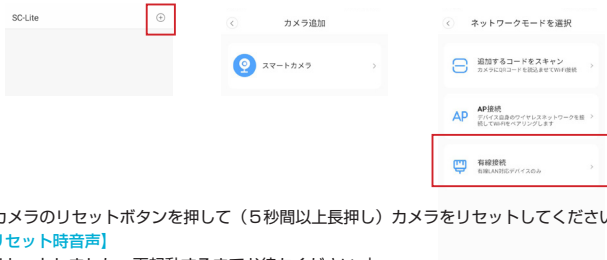 SC-Lite
カメラ追加
スマートカメラ
ネットワークモードを選択
追加するコードをスキャン
カメラにQRコードを読込ませてWi-Fi接続
AP
AP接続
デバイス自身のワイヤレスネットワークを接
続してWi-Fiをペアリングします
有線接続
有線LAN対応デバイスのみ
カメラのリセットボタンを押して（５秒間以上長押し）カメラをリセットしてください
リセット時音声】